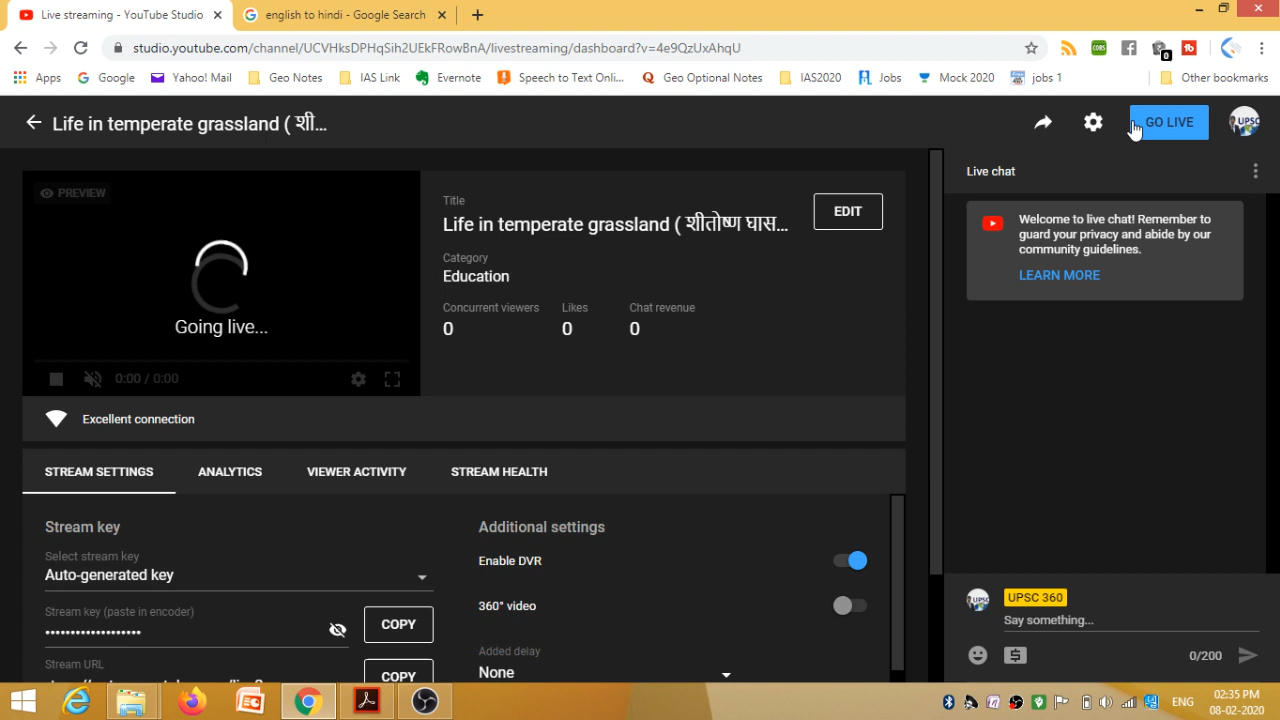 Live streaming - YouTube Studio
english to hindi - Google Search
studio.youtube.com/channel/UCVHksDPHqSih2UEkFRowBnA/livestreaming/dashboard?v=4e9QzUxAhqU
Apps
Google
Yahoo! Mail
Geo Notes
IAS Link
Evernote
Speech to Text Onli...
Geo Optional Notes
IAS2020
Jobs
Mock 2020
jobs 1
Other bookmarks
Life in temperate grassland ( शी...
GO LIVE
UPSC
PREVIEW
Going live...
0:00 / 0:00
Title
Life in temperate grassland ( शीतोष्ण घास...
EDIT
Category
Education
Concurrent viewers
Likes
Chat revenue
0
0
0
Live chat
Welcome to live chat! Remember to
guard your privacy and abide by our
community guidelines.
LEARN MORE
Excellent connection
STREAM SETTINGS
ANALYTICS
VIEWER ACTIVITY
STREAM HEALTH
Stream key
Select stream key
Auto-generated key
Stream key (paste in encoder)
•••••••••••••••••••
COPY
Stream URL
COPY
Additional settings
Enable DVR
360° video
Added delay
None
UPSC 360
Say something...
0/200
ENG
02:35 PM
08-02-2020